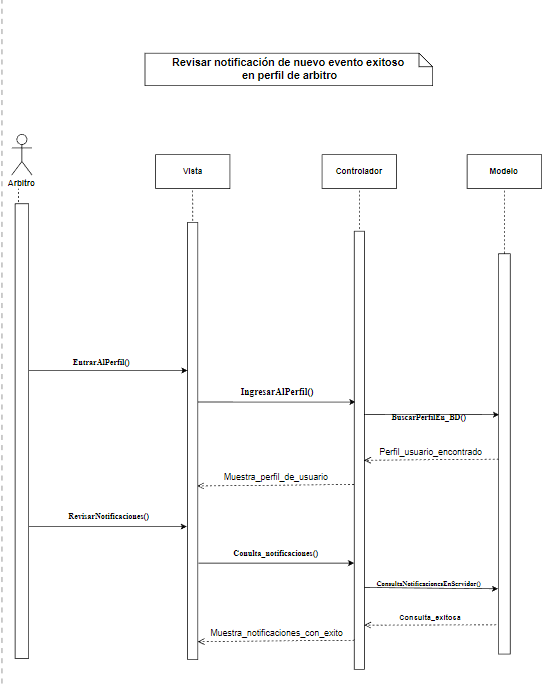 Revisar notificación de nuevo evento exitoso
en perfil de arbitro
Arbitro
Vista
Controlador
Modelo
EntrarAlPerfil()
IngresarAlPerfil()
BuscarPerfilEn_BD()
Perfil_usuario_encontrado
Muestra_perfil_de_usuario
RevisarNotificaciones()
Conulta_notificaciones()
ConsultaNotificacionesEnServidor()
Consulta_exitosa
Muestra_notificaciones_con_exito